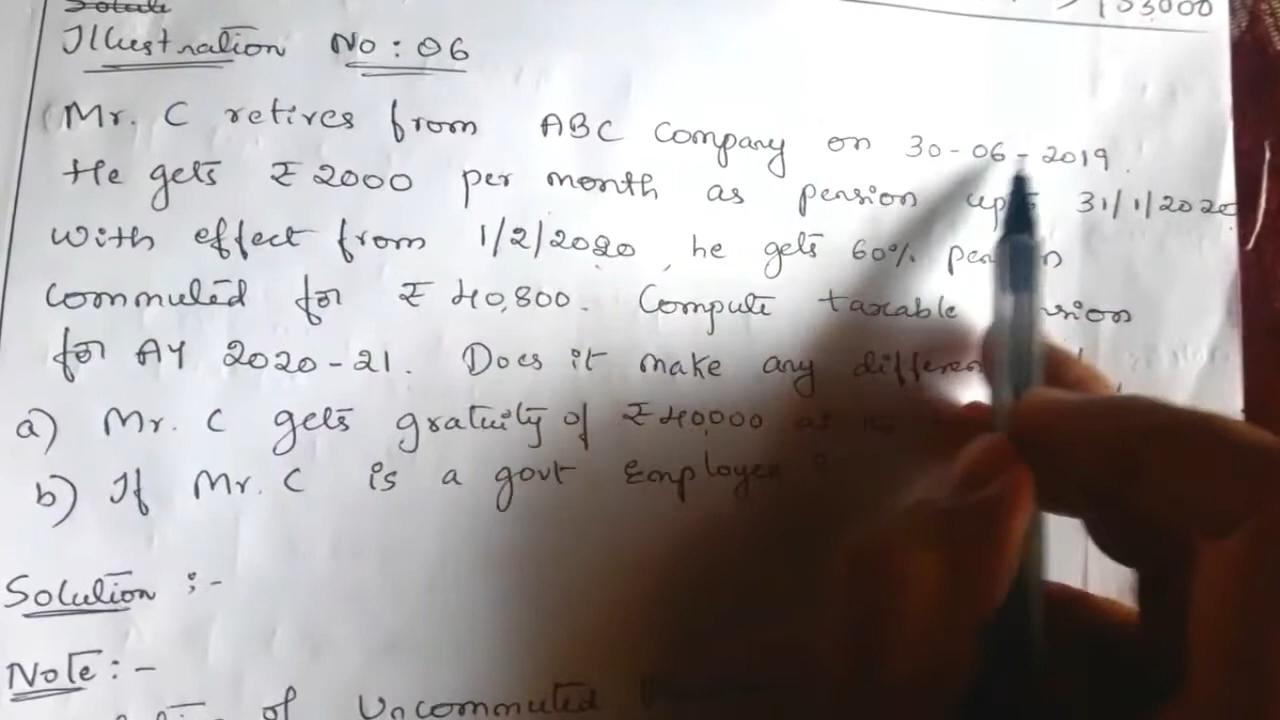 153000
Illustration No: 06
Mr. C retires from ABC Company on 30-06-2019.
He gets ₹ 2000 per month as pension 31/1/2020
With effect from 1/2/2020, he gets 60%
Commuted for ₹ 40,800. Compute taxable
for AY 2020-21. Does it make any
a) Mr. C gets gratuity of ₹ 40,000 as
b) If Mr. C is a govt Employee
Solution :-
Note:-
of Uncommuted